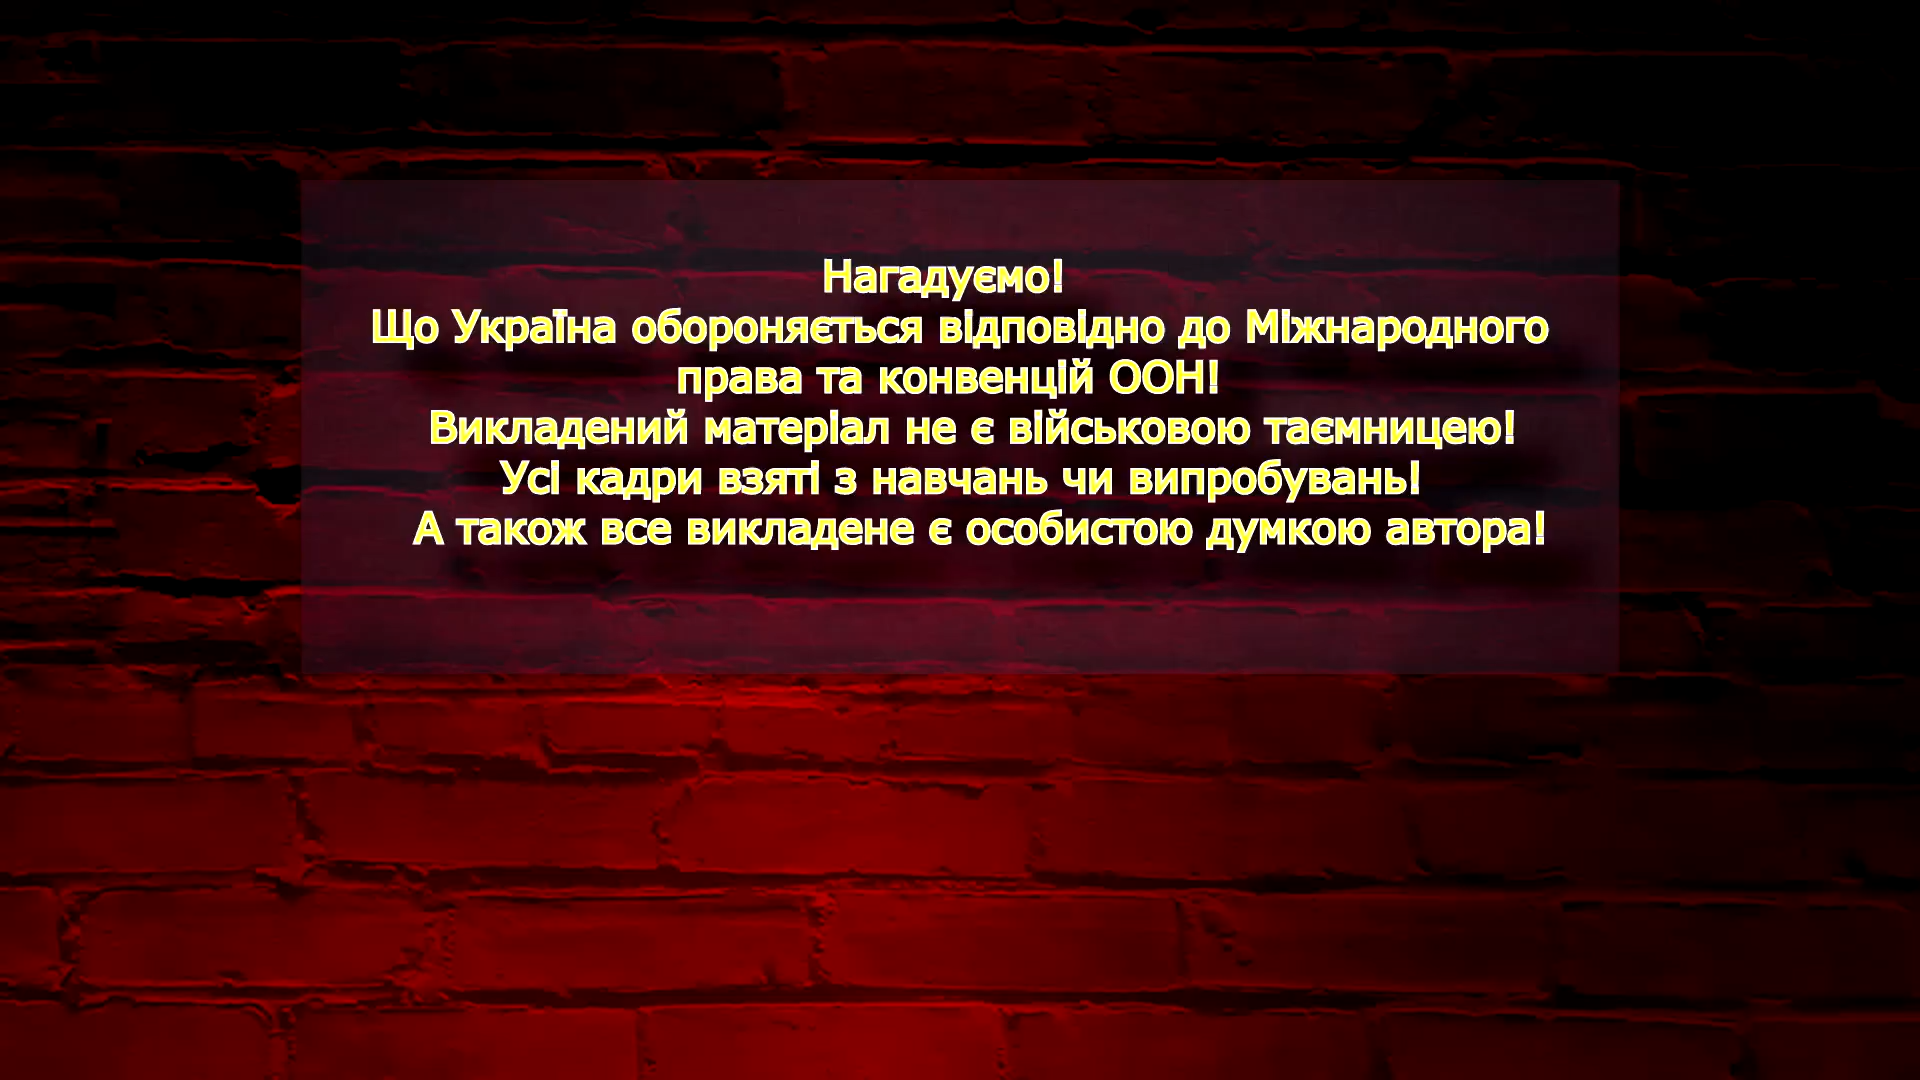 Нагадуємо!
Що Україна обороняється відповідно до Міжнародного
права та конвенцій ООН!
Викладений матеріал не є військовою таємницею!
Усі кадри взяті з навчань чи випробувань!
А також все викладене є особистою думкою автора!